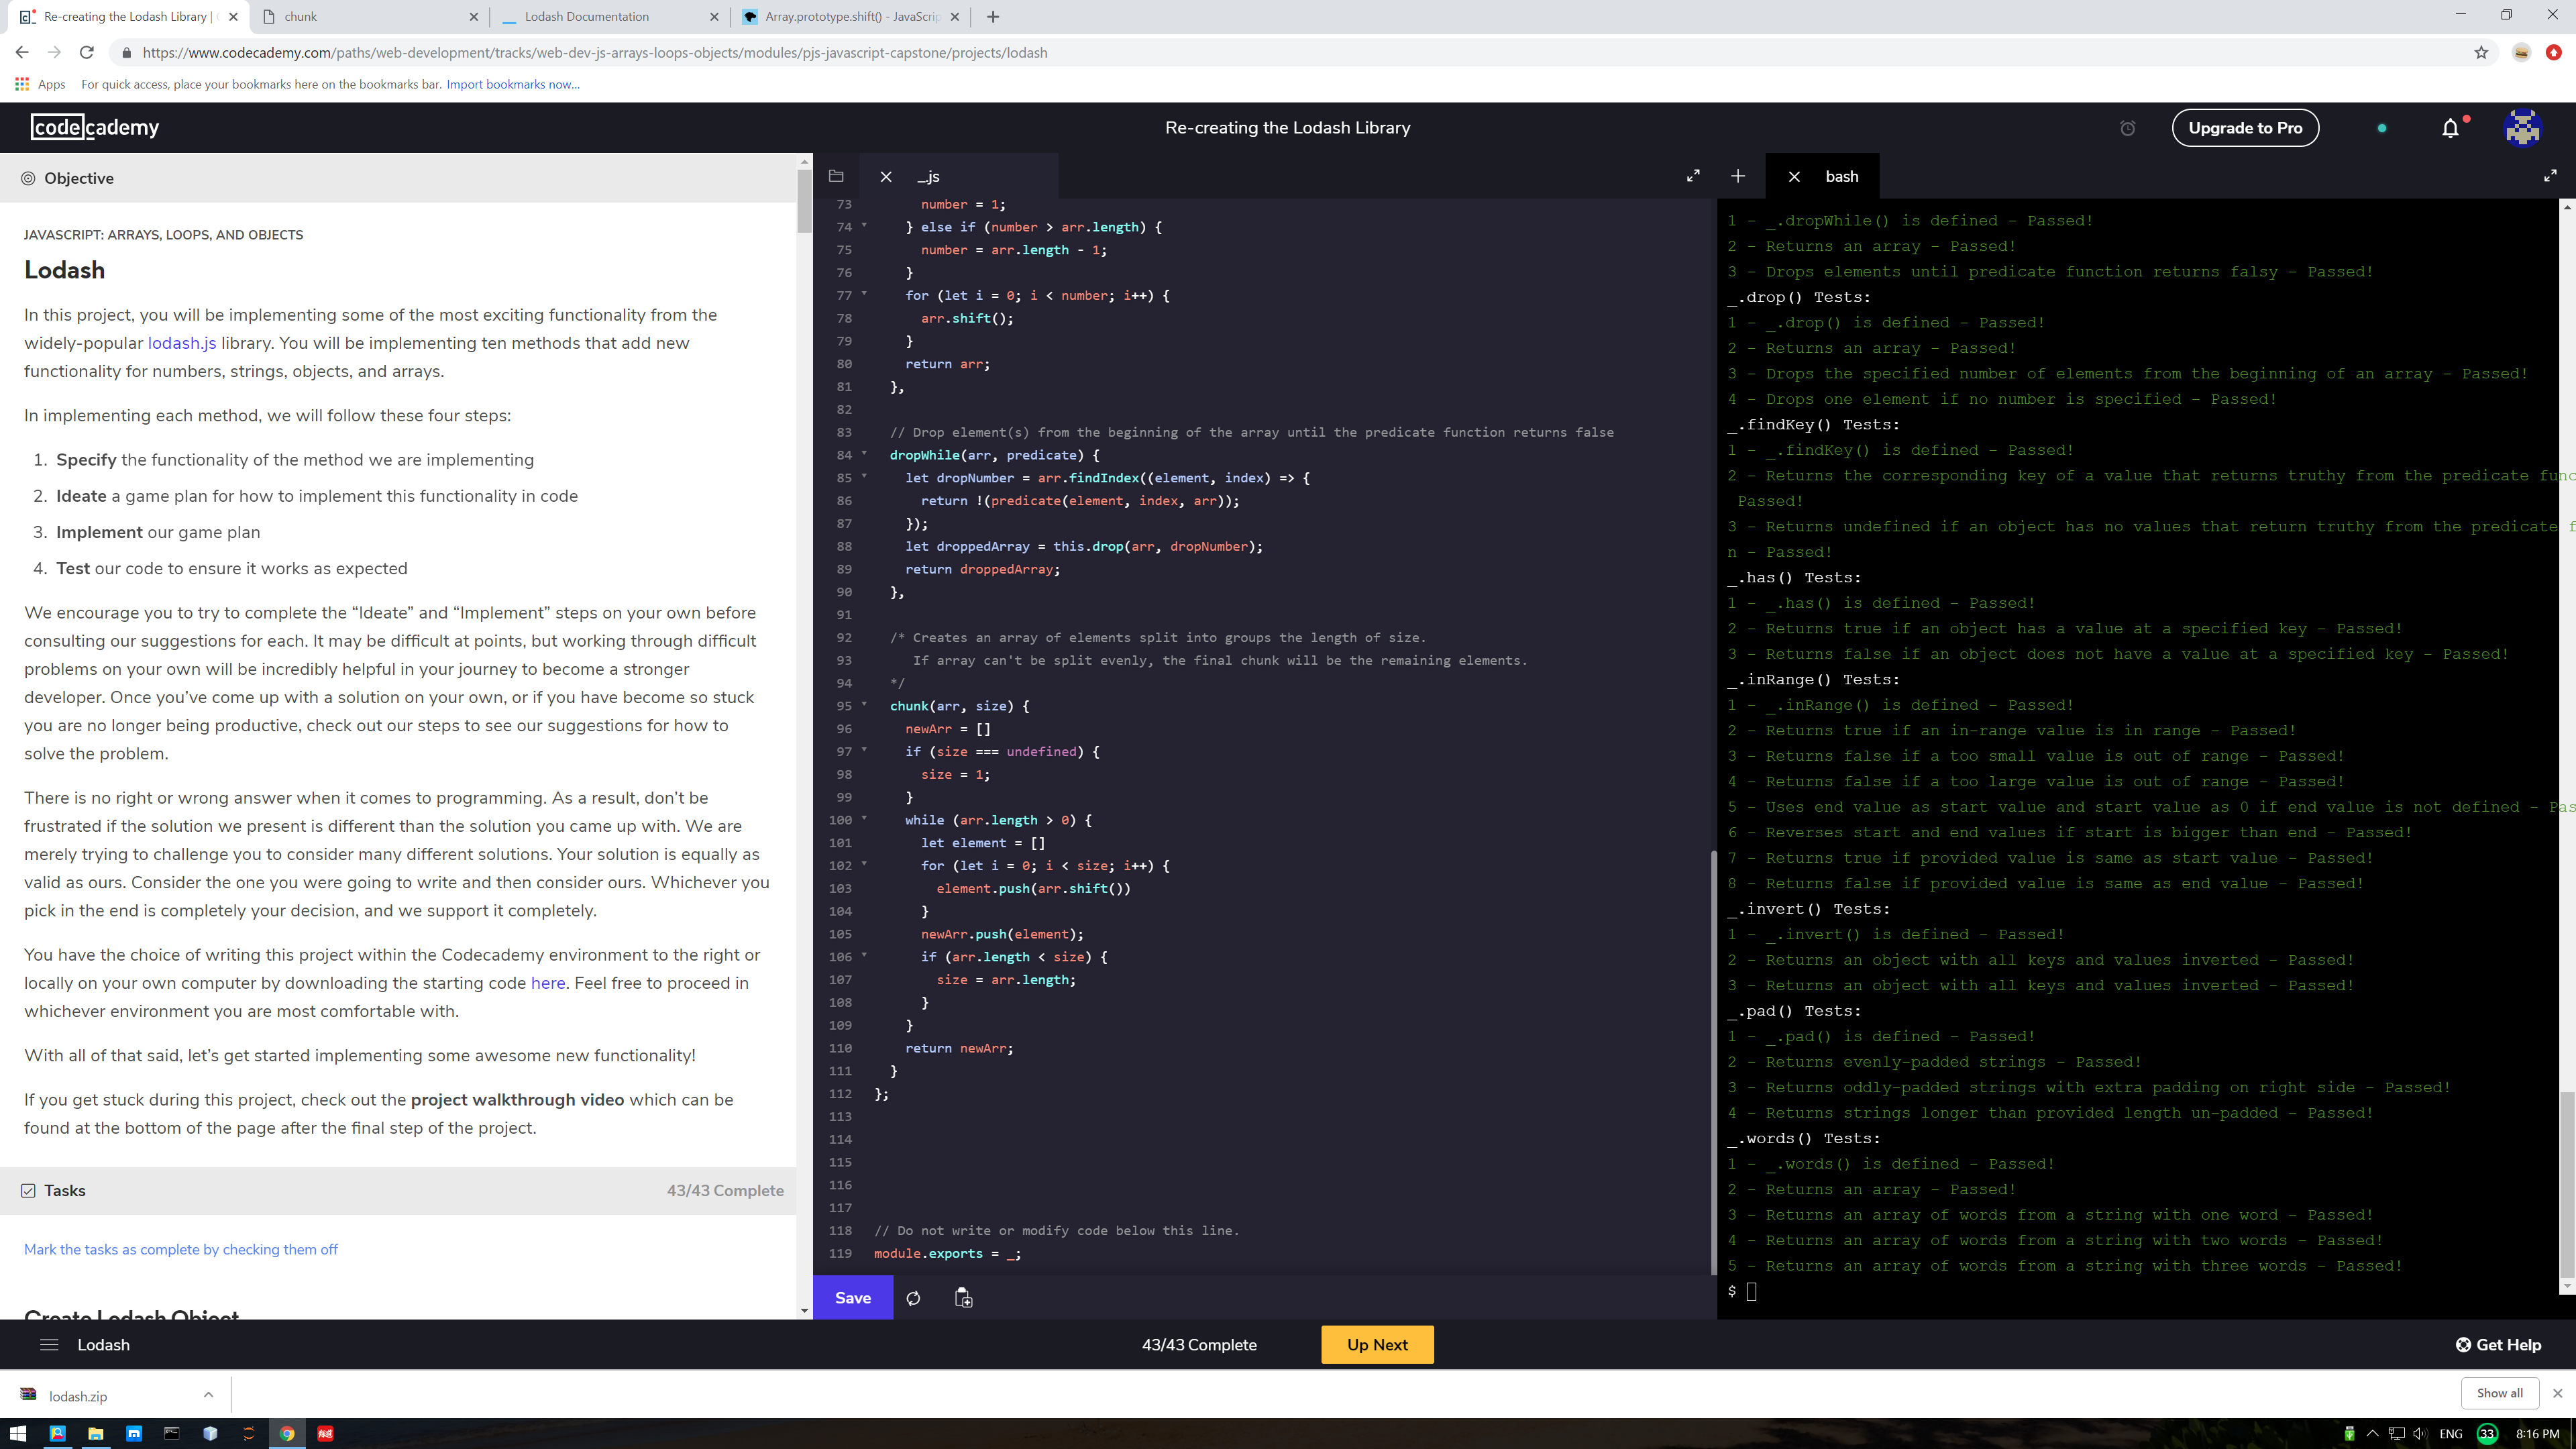 Re-creating the Lodash Library |
chunk
Lodash Documentation
Array.prototype.shift() - JavaScrip
https://www.codecademy.com/paths/web-development/tracks/web-dev-js-arrays-loops-objects/modules/pjs-javascript-capstone/projects/lodash
Apps For quick access, place your bookmarks here on the bookmarks bar. Import bookmarks now...
codecademy
Re-creating the Lodash Library
Upgrade to Pro
Objective
JAVASCRIPT: ARRAYS, LOOPS, AND OBJECTS
Lodash
In this project, you will be implementing some of the most exciting functionality from the
widely-popular lodash.js library. You will be implementing ten methods that add new
functionality for numbers, strings, objects, and arrays.
In implementing each method, we will follow these four steps:
1. Specify the functionality of the method we are implementing
2. Ideate a game plan for how to implement this functionality in code
3. Implement our game plan
4. Test our code to ensure it works as expected
We encourage you to try to complete the “Ideate” and “Implement” steps on your own before
consulting our suggestions for each. It may be difficult at points, but working through difficult
problems on your own will be incredibly helpful in your journey to become a stronger
developer. Once you’ve come up with a solution on your own, or if you have become so stuck
you are no longer being productive, check out our steps to see our suggestions for how to
solve the problem.
There is no right or wrong answer when it comes to programming. As a result, don’t be
frustrated if the solution we present is different than the solution you came up with. We are
merely trying to challenge you to consider many different solutions. Your solution is equally as
valid as ours. Consider the one you were going to write and then consider ours. Whichever you
pick in the end is completely your decision, and we support it completely.
You have the choice of writing this project within the Codecademy environment to the right or
locally on your own computer by downloading the starting code here. Feel free to proceed in
whichever environment you are most comfortable with.
With all of that said, let’s get started implementing some awesome new functionality!
If you get stuck during this project, check out the project walkthrough video which can be
found at the bottom of the page after the final step of the project.
Tasks 43/43 Complete
Mark the tasks as complete by checking them off
Create Lodash Object
_.js
73 number = 1;
74 } else if (number > arr.length) {
75 number = arr.length - 1;
76 }
77 for (let i = 0; i < number; i++) {
78 arr.shift();
79 }
80 return arr;
81 },
82
83 // Drop element(s) from the beginning of the array until the predicate function returns false
84 dropWhile(arr, predicate) {
85 let dropNumber = arr.findIndex((element, index) => {
86 return !(predicate(element, index, arr));
87 });
88 let droppedArray = this.drop(arr, dropNumber);
89 return droppedArray;
90 },
91
92 /* Creates an array of elements split into groups the length of size.
93 If array can't be split evenly, the final chunk will be the remaining elements.
94 */
95 chunk(arr, size) {
96 newArr = []
97 if (size === undefined) {
98 size = 1;
99 }
100 while (arr.length > 0) {
101 let element = []
102 for (let i = 0; i < size; i++) {
103 element.push(arr.shift())
104 }
105 newArr.push(element);
106 if (arr.length < size) {
107 size = arr.length;
108 }
109 }
110 return newArr;
111 }
112 };
113
114
115
116
117
118 // Do not write or modify code below this line.
119 module.exports = _;
Save
bash
1 - _.dropWhile() is defined - Passed!
2 - Returns an array - Passed!
3 - Drops elements until predicate function returns falsy - Passed!
_.drop() Tests:
1 - _.drop() is defined - Passed!
2 - Returns an array - Passed!
3 - Drops the specified number of elements from the beginning of an array - Passed!
4 - Drops one element if no number is specified - Passed!
_.findKey() Tests:
1 - _.findKey() is defined - Passed!
2 - Returns the corresponding key of a value that returns truthy from the predicate func
Passed!
3 - Returns undefined if an object has no values that return truthy from the predicate f
n - Passed!
_.has() Tests:
1 - _.has() is defined - Passed!
2 - Returns true if an object has a value at a specified key - Passed!
3 - Returns false if an object does not have a value at a specified key - Passed!
_.inRange() Tests:
1 - _.inRange() is defined - Passed!
2 - Returns true if an in-range value is in range - Passed!
3 - Returns false if a too small value is out of range - Passed!
4 - Returns false if a too large value is out of range - Passed!
5 - Uses end value as start value and start value as 0 if end value is not defined - Pas
6 - Reverses start and end values if start is bigger than end - Passed!
7 - Returns true if provided value is same as start value - Passed!
8 - Returns false if provided value is same as end value - Passed!
_.invert() Tests:
1 - _.invert() is defined - Passed!
2 - Returns an object with all keys and values inverted - Passed!
3 - Returns an object with all keys and values inverted - Passed!
_.pad() Tests:
1 - _.pad() is defined - Passed!
2 - Returns evenly-padded strings - Passed!
3 - Returns oddly-padded strings with extra padding on right side - Passed!
4 - Returns strings longer than provided length un-padded - Passed!
_.words() Tests:
1 - _.words() is defined - Passed!
2 - Returns an array - Passed!
3 - Returns an array of words from a string with one word - Passed!
4 - Returns an array of words from a string with two words - Passed!
5 - Returns an array of words from a string with three words - Passed!
$
Lodash
43/43 Complete
Up Next
Get Help
lodash.zip
Show all
ENG
33
8:16 PM